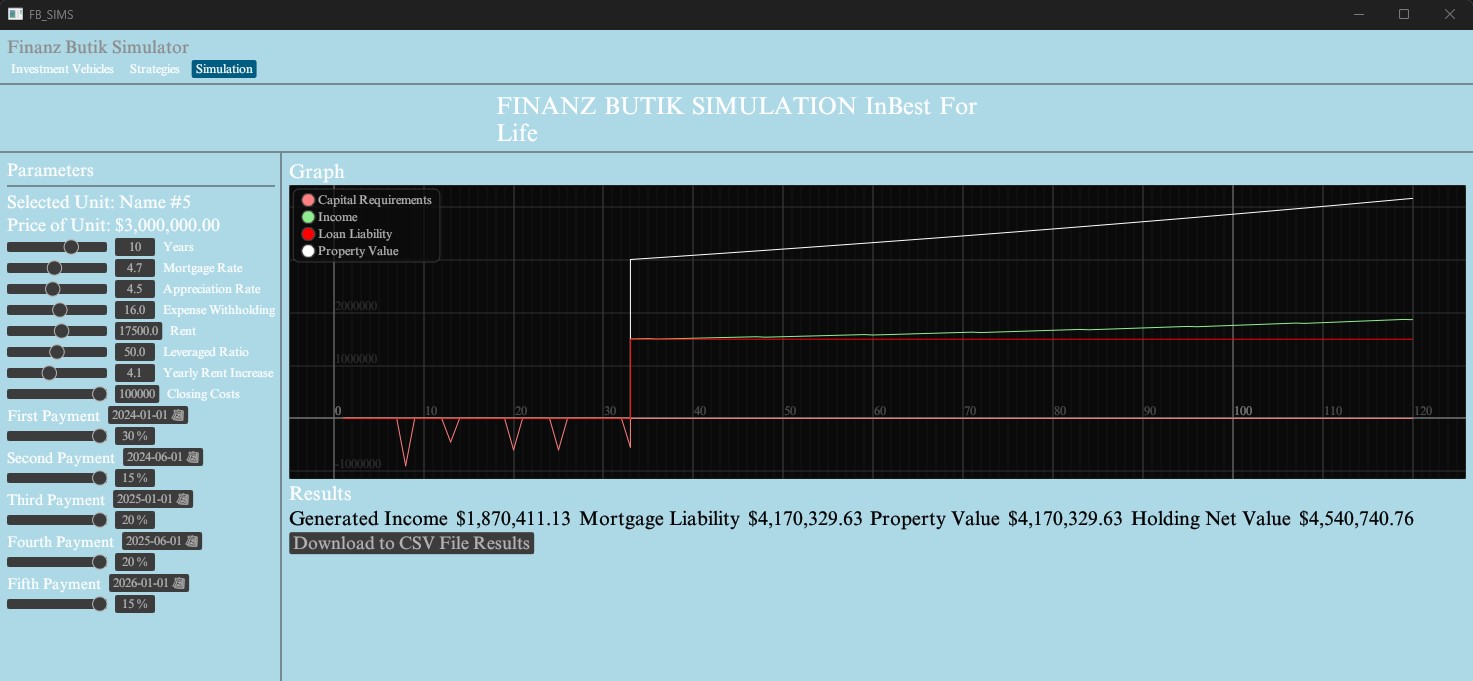 FB_SIMS
Finanz Butik Simulator
Investment Vehicles Strategies Simulation
FINANZ BUTIK SIMULATION InBest For
Life
Parameters
Selected Unit: Name #5
Price of Unit: $3,000,000.00
10 Years
4.7 Mortgage Rate
4.5 Appreciation Rate
16.0 Expense Withholding
17500.0 Rent
50.0 Leveraged Ratio
4.1 Yearly Rent Increase
100000 Closing Costs
First Payment 2024-01-01
30 %
Second Payment 2024-06-01
15 %
Third Payment 2025-01-01
20 %
Fourth Payment 2025-06-01
20 %
Fifth Payment 2026-01-01
15 %
Graph
Capital Requirements
Income
Loan Liability
Property Value
2000000
1000000
0 10 20 30 40 50 60 70 80 90 100 110 120
-1000000
Results
Generated Income $1,870,411.13 Mortgage Liability $4,170,329.63 Property Value $4,170,329.63 Holding Net Value $4,540,740.76
Download to CSV File Results